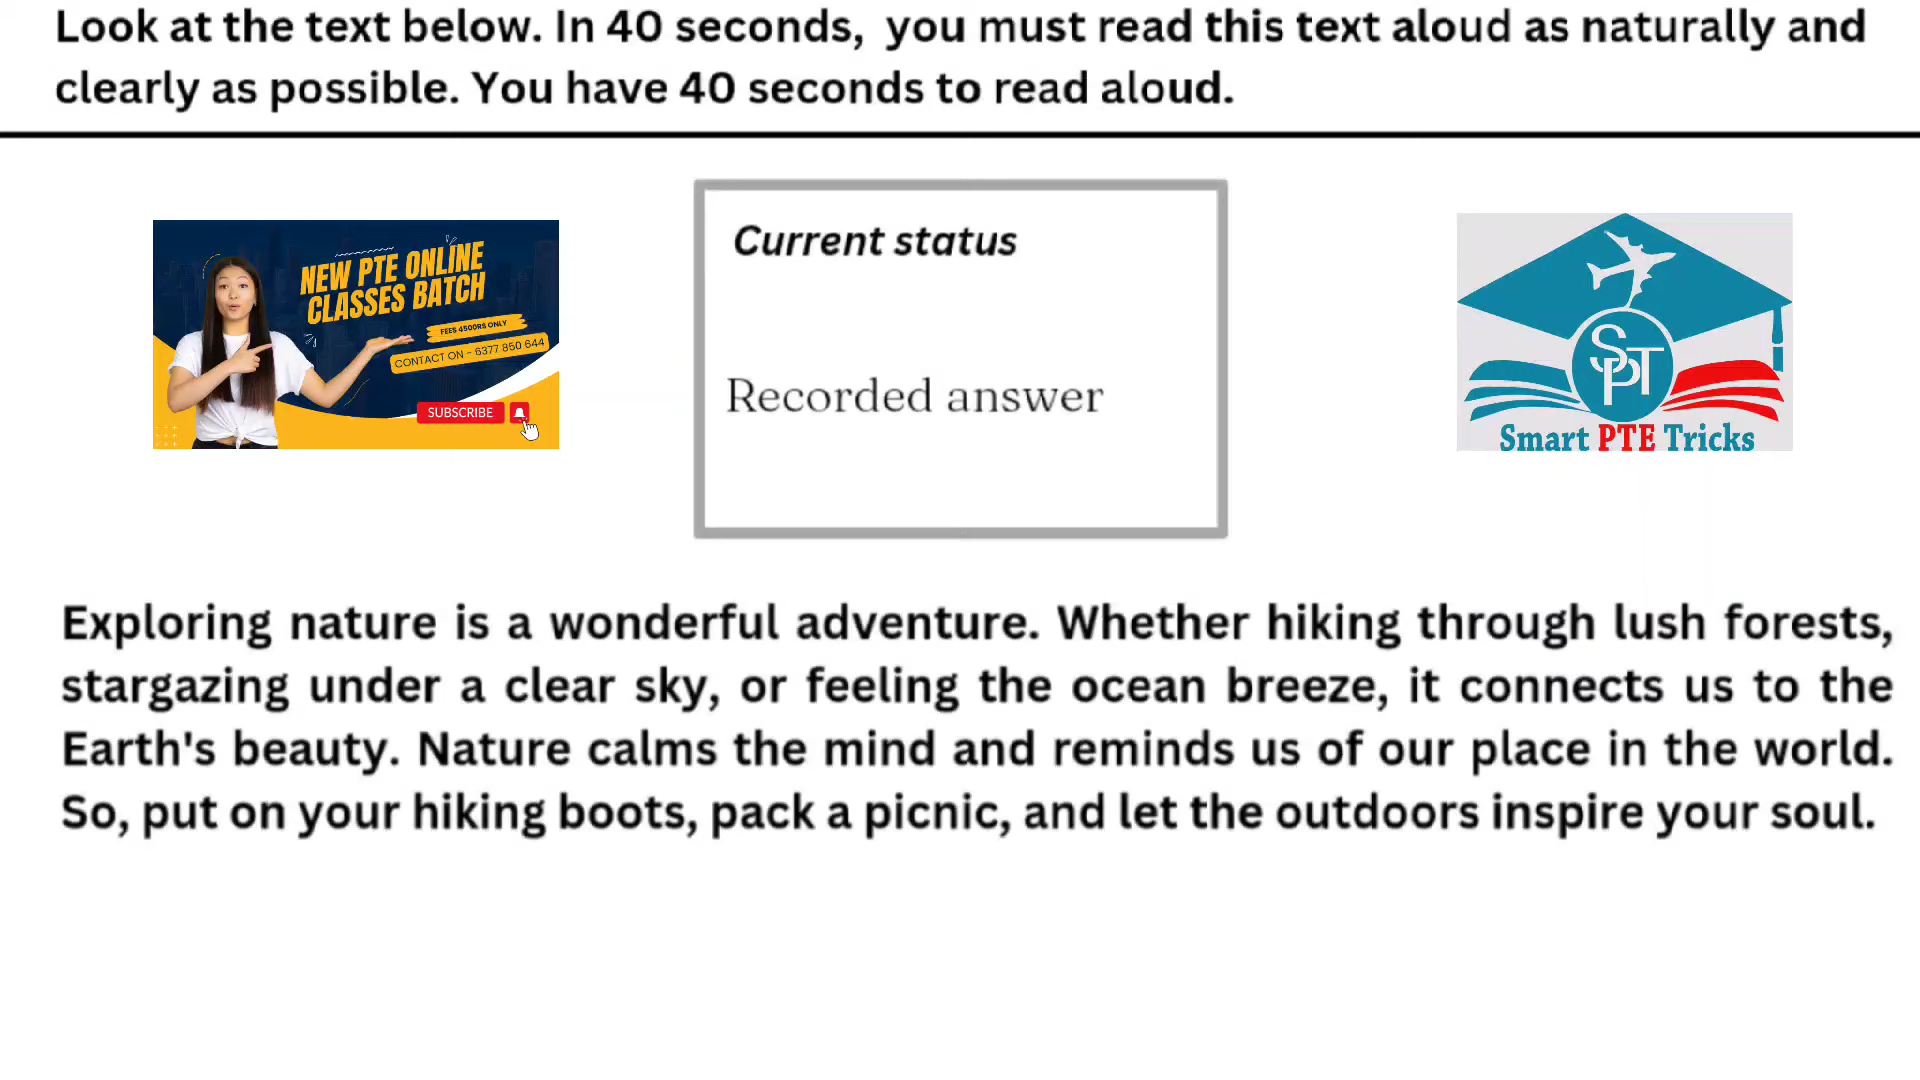 Look at the text below. In 40 seconds,  you must read this text aloud as naturally and
clearly as possible. You have 40 seconds to read aloud.
NEW PTE ONLINE
CLASSES BATCH
FEES 4500RS ONLY
CONTACT ON - 6377 850 644
SUBSCRIBE
Current status
Recorded answer
SPT
Smart PTE Tricks
Exploring nature is a wonderful adventure. Whether hiking through lush forests,
stargazing under a clear sky, or feeling the ocean breeze, it connects us to the
Earth's beauty. Nature calms the mind and reminds us of our place in the world.
So, put on your hiking boots, pack a picnic, and let the outdoors inspire your soul.